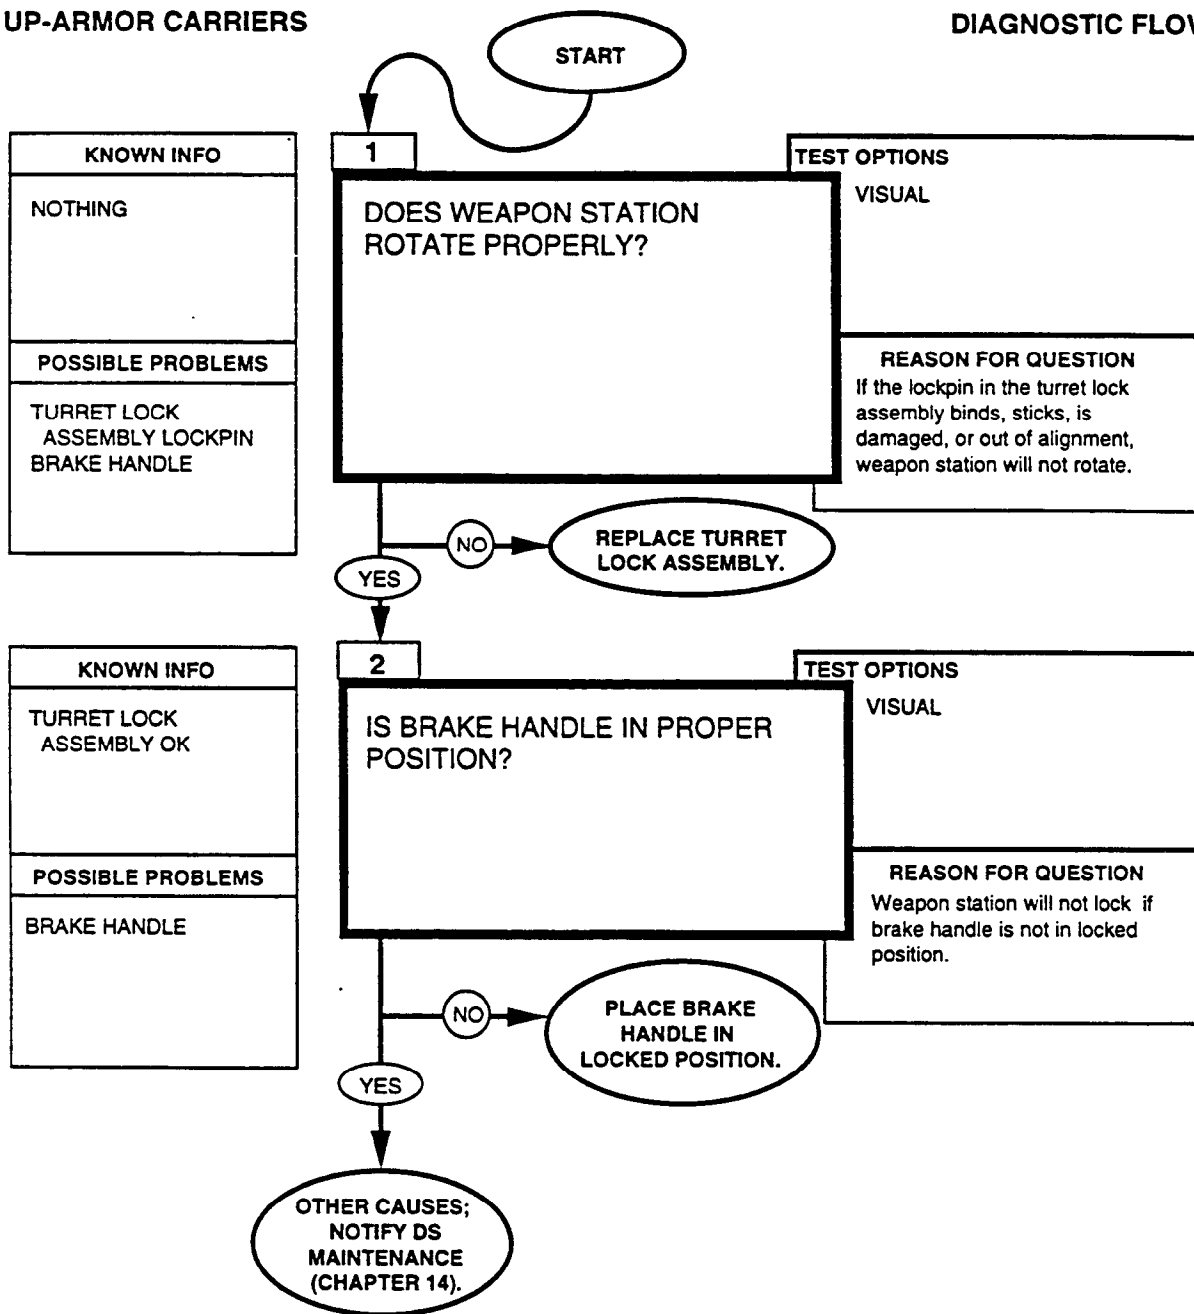 UP-ARMOR CARRIERS
DIAGNOSTIC FLOW
START
KNOWN INFO
NOTHING
POSSIBLE PROBLEMS
TURRET LOCK
ASSEMBLY LOCKPIN
BRAKE HANDLE
1
DOES WEAPON STATION
ROTATE PROPERLY?
TEST OPTIONS
VISUAL
REASON FOR QUESTION
If the lockpin in the turret lock
assembly binds, sticks, is
damaged, or out of alignment,
weapon station will not rotate.
NO
REPLACE TURRET
LOCK ASSEMBLY.
YES
KNOWN INFO
TURRET LOCK
ASSEMBLY OK
POSSIBLE PROBLEMS
BRAKE HANDLE
2
IS BRAKE HANDLE IN PROPER
POSITION?
TEST OPTIONS
VISUAL
REASON FOR QUESTION
Weapon station will not lock if
brake handle is not in locked
position.
NO
PLACE BRAKE
HANDLE IN
LOCKED POSITION.
YES
OTHER CAUSES;
NOTIFY DS
MAINTENANCE
(CHAPTER 14).